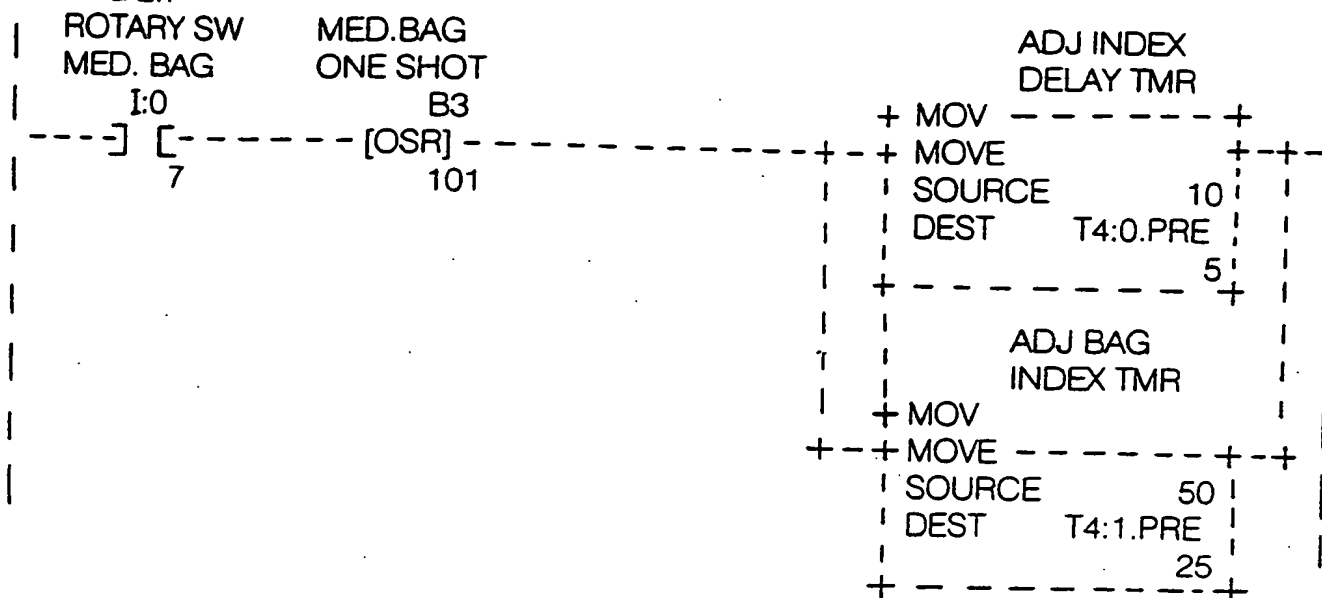 ROTARY SW
MED. BAG
I:0
7
MED.BAG
ONE SHOT
B3
[OSR]
101
ADJ INDEX
DELAY TMR
MOV
MOVE
SOURCE 10
DEST T4:0.PRE
5
ADJ BAG
INDEX TMR
MOV
MOVE
SOURCE 50
DEST T4:1.PRE
25